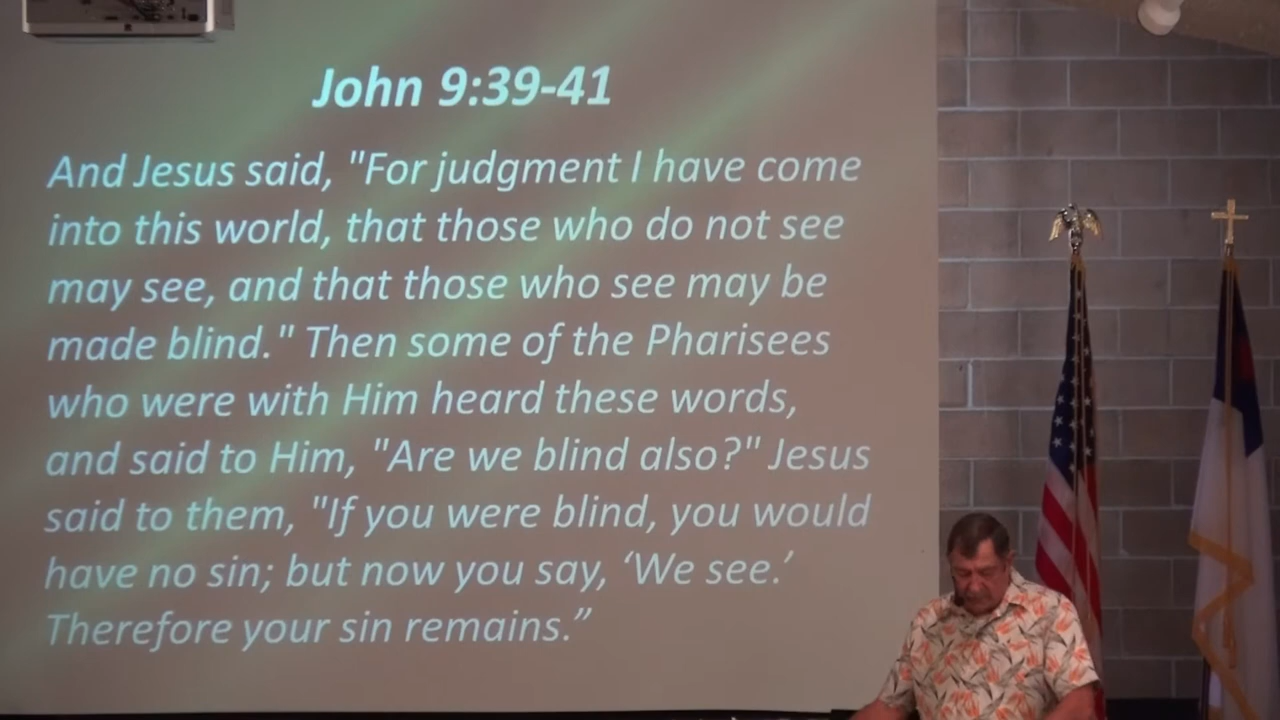 John 9:39-41
And Jesus said, "For judgment I have come
into this world, that those who do not see
may see, and that those who see may be
made blind." Then some of the Pharisees
who were with Him heard these words,
and said to Him, "Are we blind also?" Jesus
said to them, "If you were blind, you would
have no sin; but now you say, ‘We see.’
Therefore your sin remains.”